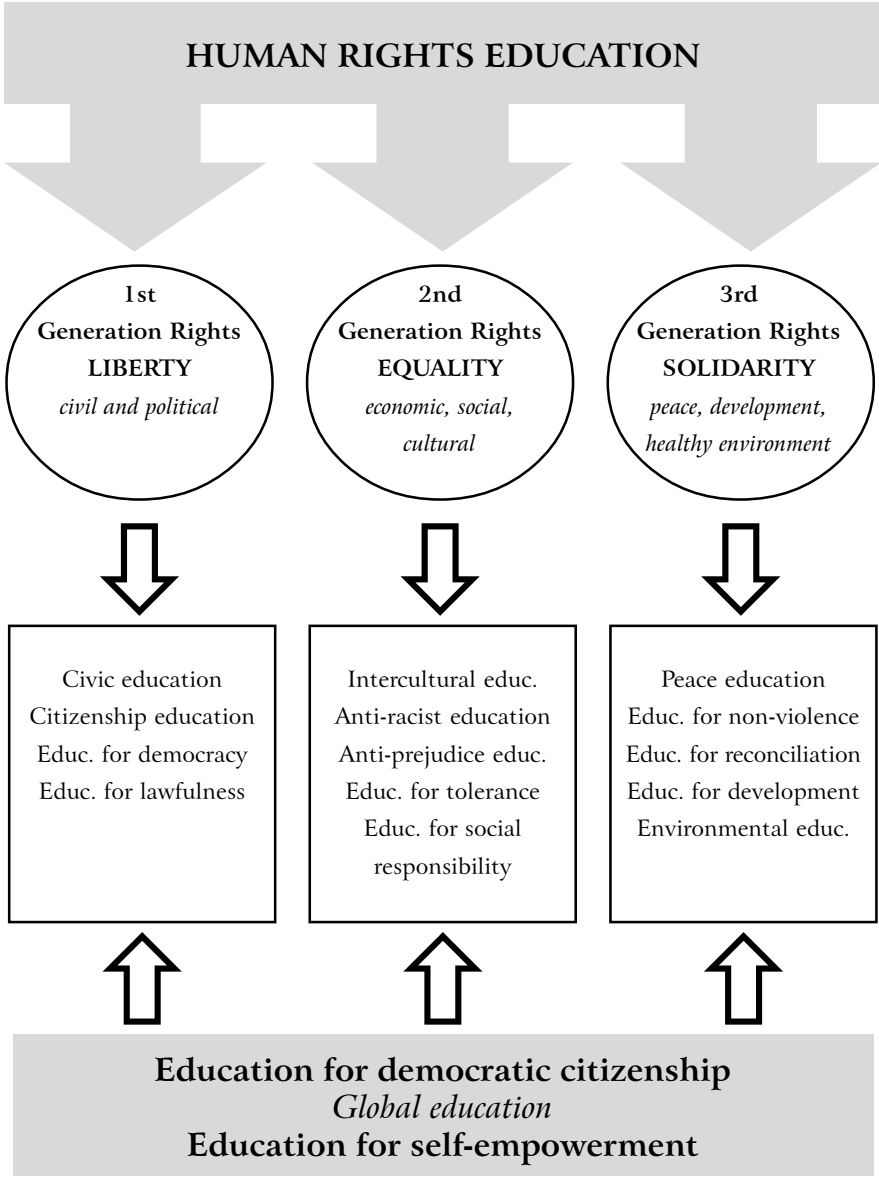 HUMAN RIGHTS EDUCATION
1st
Generation Rights
LIBERTY
civil and political
2nd
Generation Rights
EQUALITY
economic, social,
cultural
3rd
Generation Rights
SOLIDARITY
peace, development,
healthy environment
Civic education
Citizenship education
Educ. for democracy
Educ. for lawfulness
Intercultural educ.
Anti-racist education
Anti-prejudice educ.
Educ. for tolerance
Educ. for social
responsibility
Peace education
Educ. for non-violence
Educ. for reconciliation
Educ. for development
Environmental educ.
Education for democratic citizenship
Global education
Education for self-empowerment